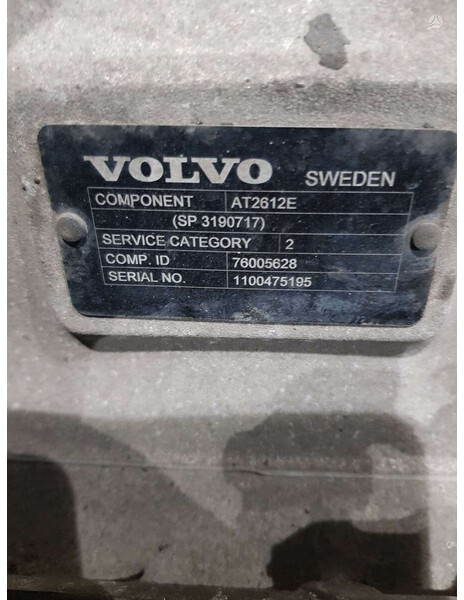 VOLVO SWEDEN
COMPONENT AT2612E
(SP 3190717)
SERVICE CATEGORY 2
COMP. ID 76005628
SERIAL NO. 1100475195